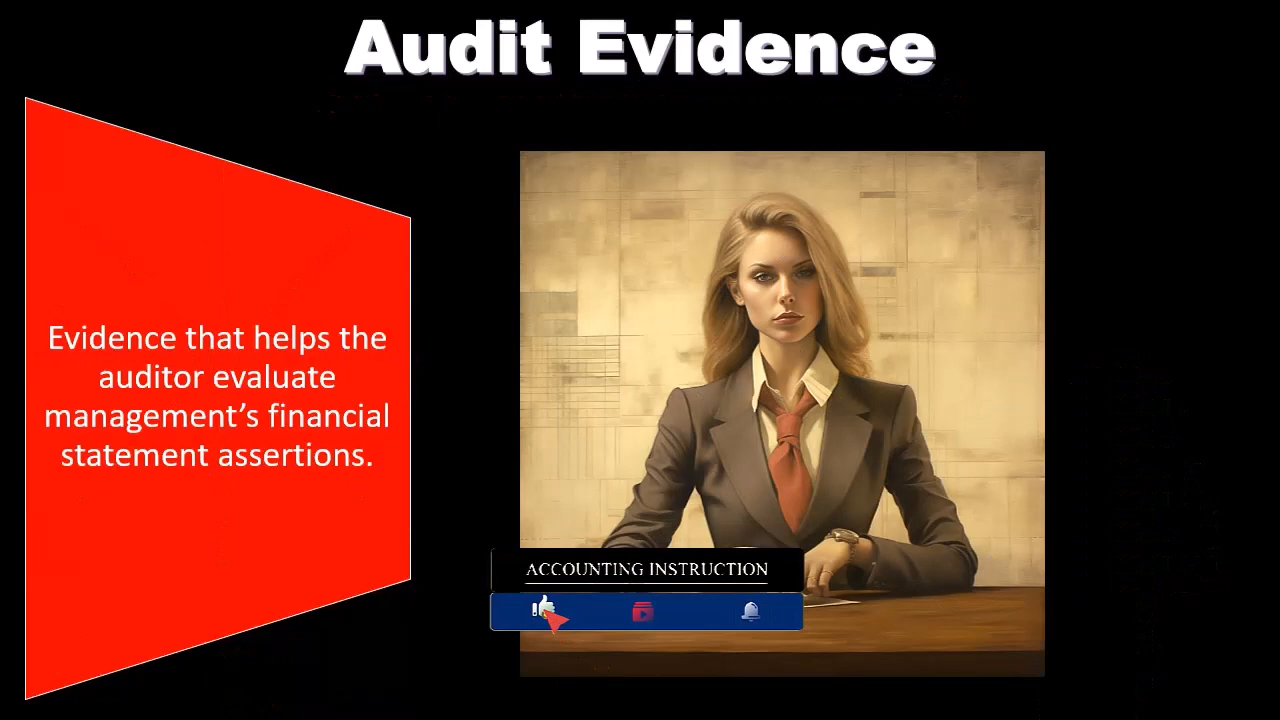 Audit Evidence
Evidence that helps the
auditor evaluate
management’s financial
statement assertions.
ACCOUNTING INSTRUCTION